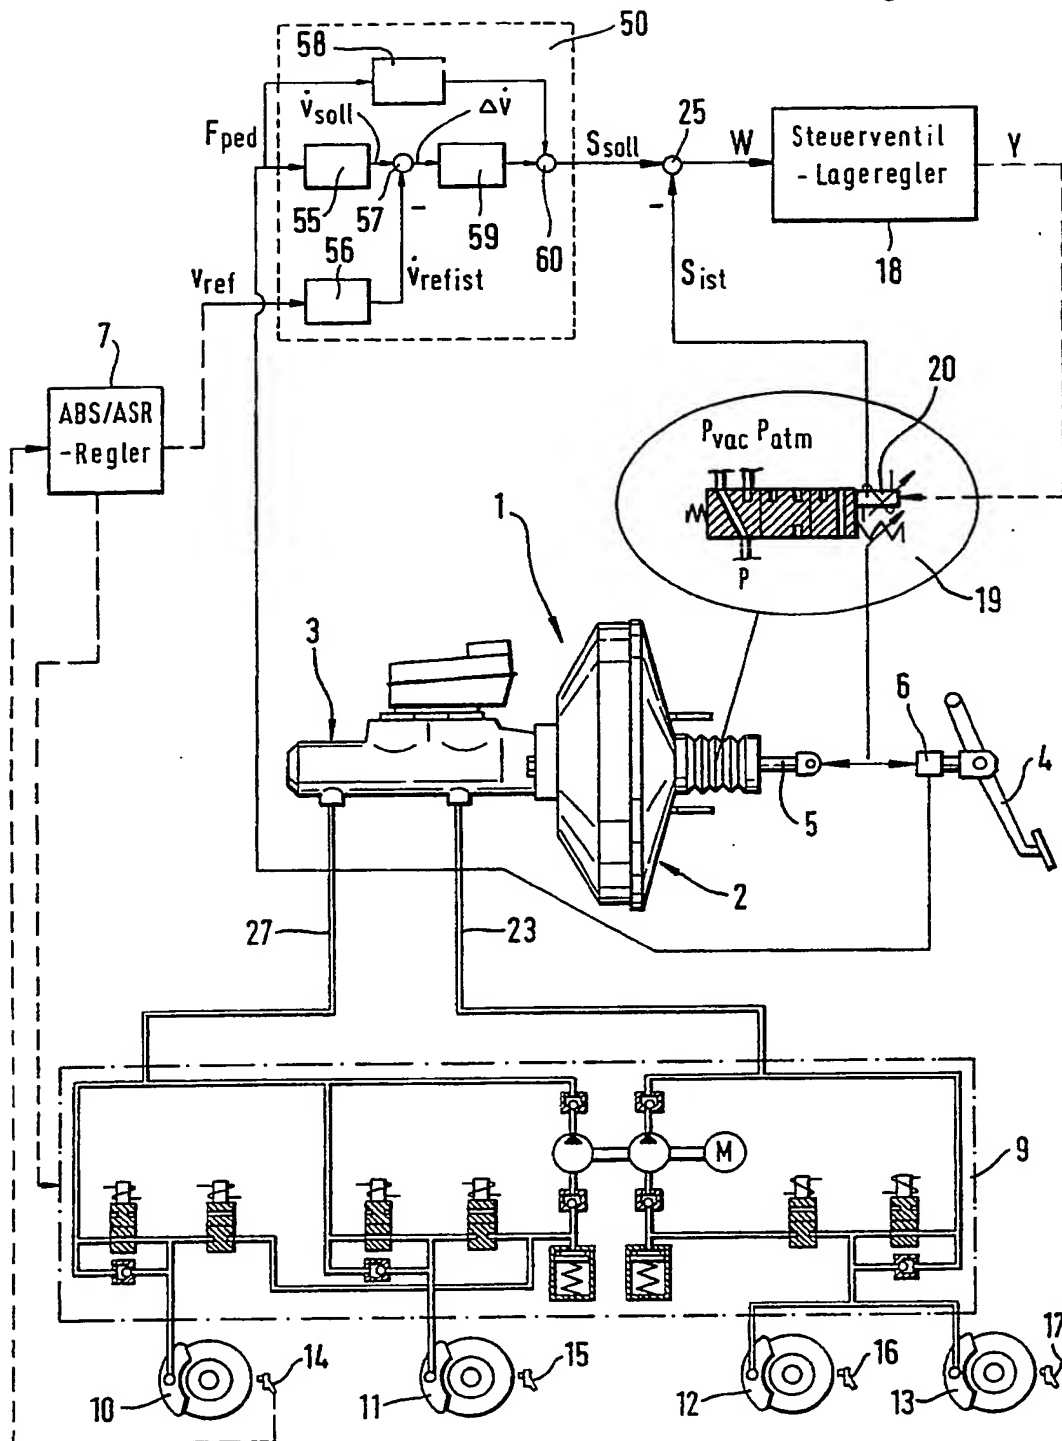 58
50
V̇soll
ΔV̇
Fped
Ssoll
25
W
Steuerventil
-Lageregler
Y
55
57
-
59
60
-
18
56
Vref
V̇refist
Sist
7
ABS/ASR
-Regler
Pvac Patm
20
P
19
1
3
6
4
5
2
27
23
M
9
14
15
16
17
10
11
12
13